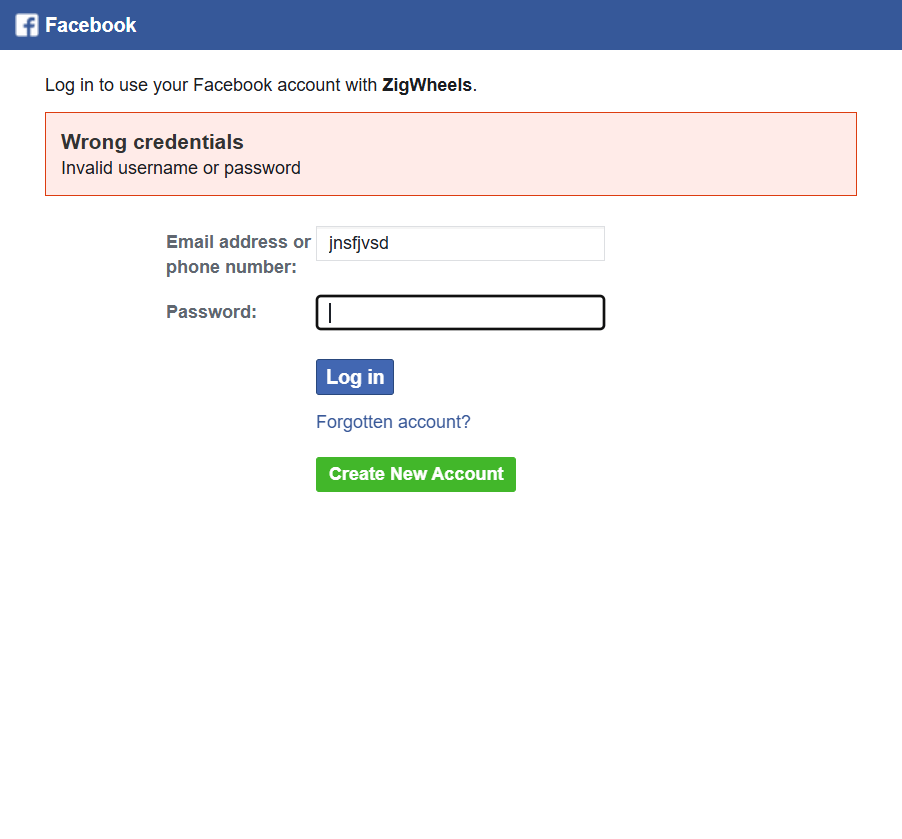 Facebook
Log in to use your Facebook account with ZigWheels.
Wrong credentials
Invalid username or password
Email address or
phone number:
jnsfjvsd
Password:
Log in
Forgotten account?
Create New Account